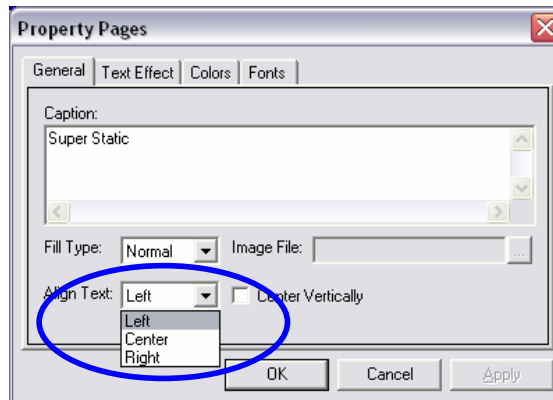 Property Pages
General Text Effect Colors Fonts
Caption:
Super Static
Fill Type: Normal Image File: ...
Align Text: Left Center Vertically
Left
Center
Right
OK Cancel Apply